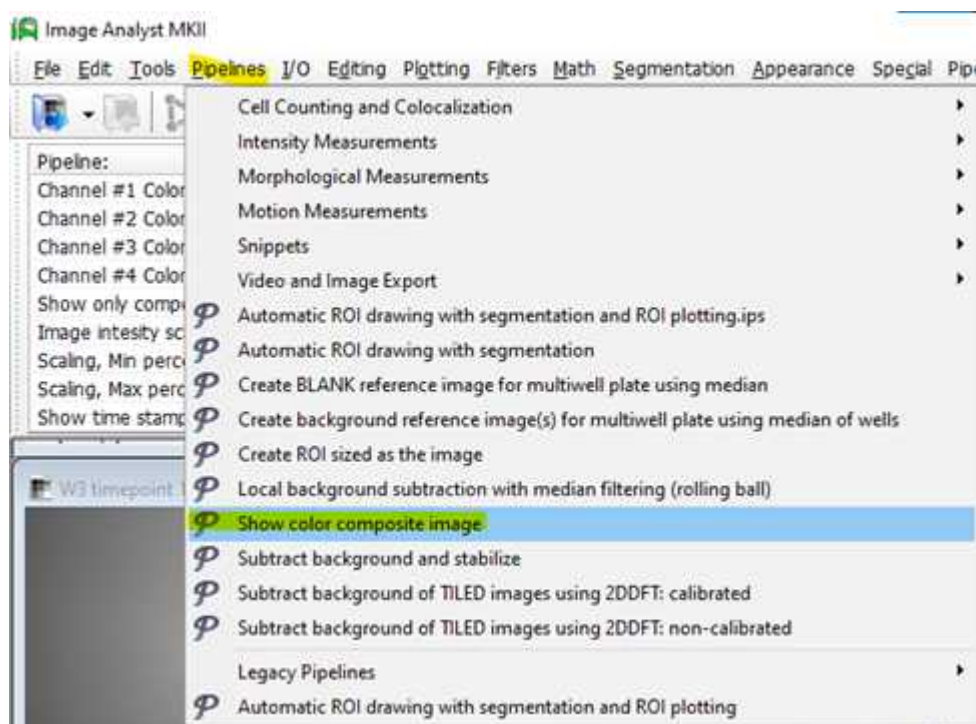 Image Analyst MKII
File Edit Tools Pipelines I/O Editing Plotting Filters Math Segmentation Appearance Special Pip
Pipeline:
Channel #1 Color
Channel #2 Color
Channel #3 Color
Channel #4 Color
Show only comp
Image intesity sc
Scaling, Min perc
Scaling, Max perc
Show time stamp
W3 timepoint
Cell Counting and Colocalization
Intensity Measurements
Morphological Measurements
Motion Measurements
Snippets
Video and Image Export
Automatic ROI drawing with segmentation and ROI plotting.ips
Automatic ROI drawing with segmentation
Create BLANK reference image for multiwell plate using median
Create background reference image(s) for multiwell plate using median of wells
Create ROI sized as the image
Local background subtraction with median filtering (rolling ball)
Show color composite image
Subtract background and stabilize
Subtract background of TILED images using 2DDFT: calibrated
Subtract background of TILED images using 2DDFT: non-calibrated
Legacy Pipelines
Automatic ROI drawing with segmentation and ROI plotting